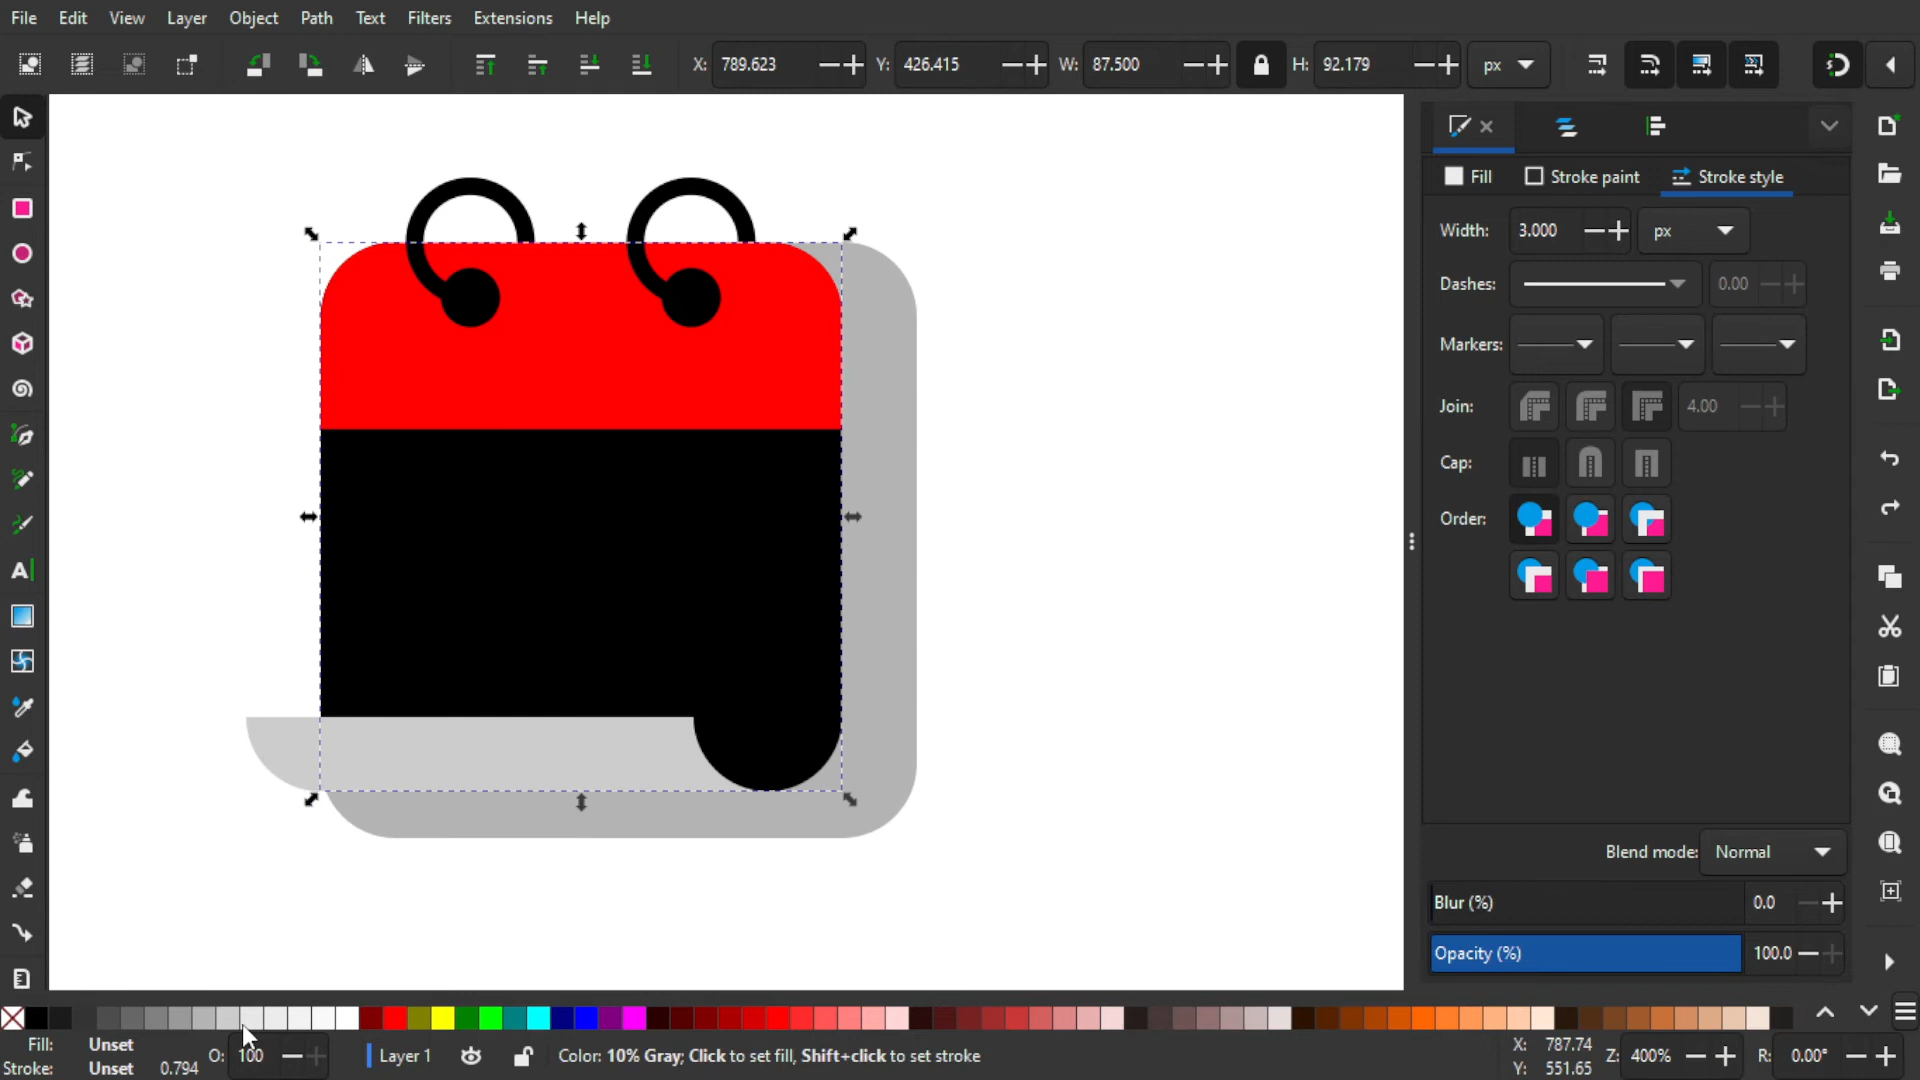 File Edit View Layer Object Path Text Filters Extensions Help
X: 789.623 Y: 426.415 W: 87.500 H: 92.179 px
Fill Stroke paint Stroke style
Width: 3.000 px
Dashes: 0.00
Markers:
Join: 4.00
Cap:
Order:
Blend mode: Normal
Blur (%) 0.0
Opacity (%) 100.0
Fill: Unset
Stroke: Unset 0.794 O: 100 Layer 1 Color: 10% Gray; Click to set fill, Shift+click to set stroke
X: 787.74
Y: 551.65
Z: 400% R: 0.00°